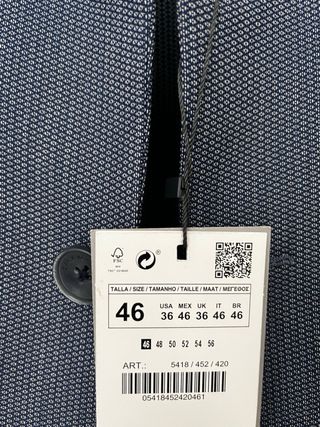 FSC
TALLA / SIZE / TAMANHO / TAILLE / MAAT / ΜΕΓΕΘΟΣ
46
USA MEX UK IT BR
36 46 36 46 46
46 48 50 52 54 56
ART.: 5418 / 452 / 420
05418452420461